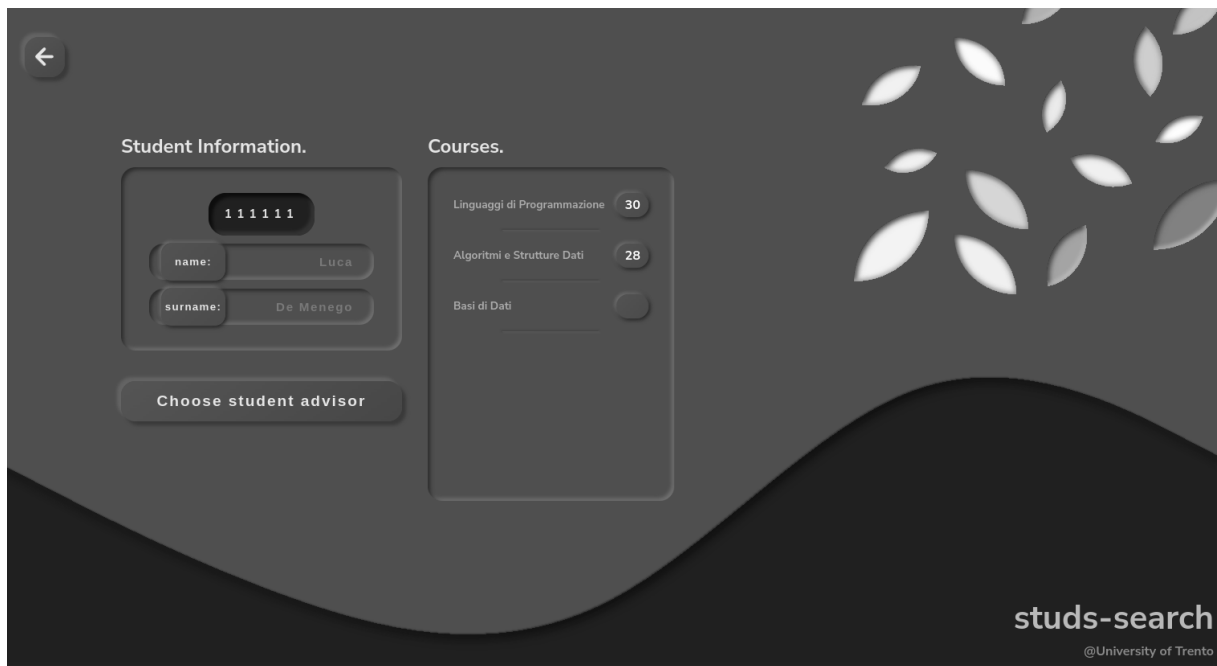 Student Information.
111111
name: Luca
surname: De Menego
Choose student advisor
Courses.
Linguaggi di Programmazione 30
Algoritmi e Strutture Dati 28
Basi di Dati
studs-search
@University of Trento